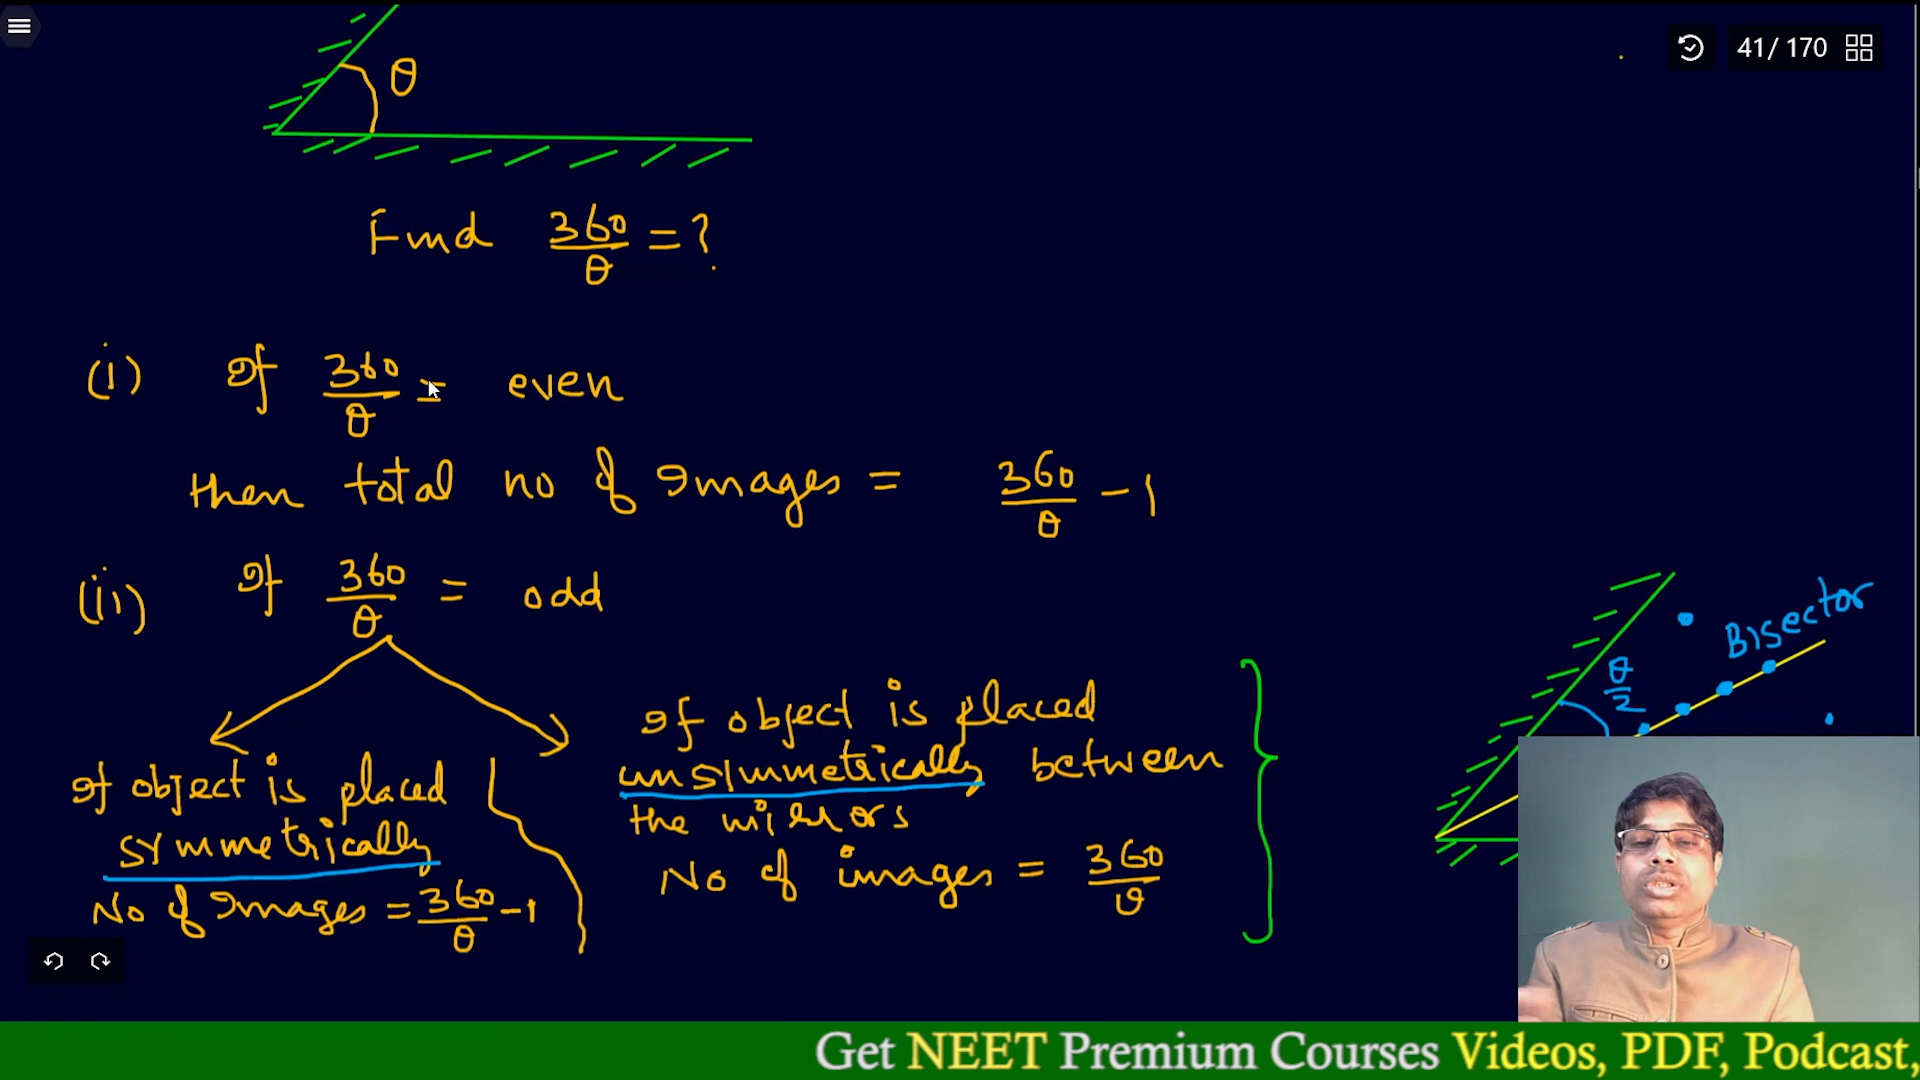 41/ 170
θ
Find 360/θ = ?
(i) If 360/θ = even
then total no of Images = 360/θ - 1
(ii) If 360/θ = odd
If object is placed
symmetrically
No of Images = 360/θ - 1
If object is placed
unsymmetrically between
the mirrors
No of images = 360/θ
Bisector
θ/2
Get NEET Premium Courses Videos, PDF, Podcast,